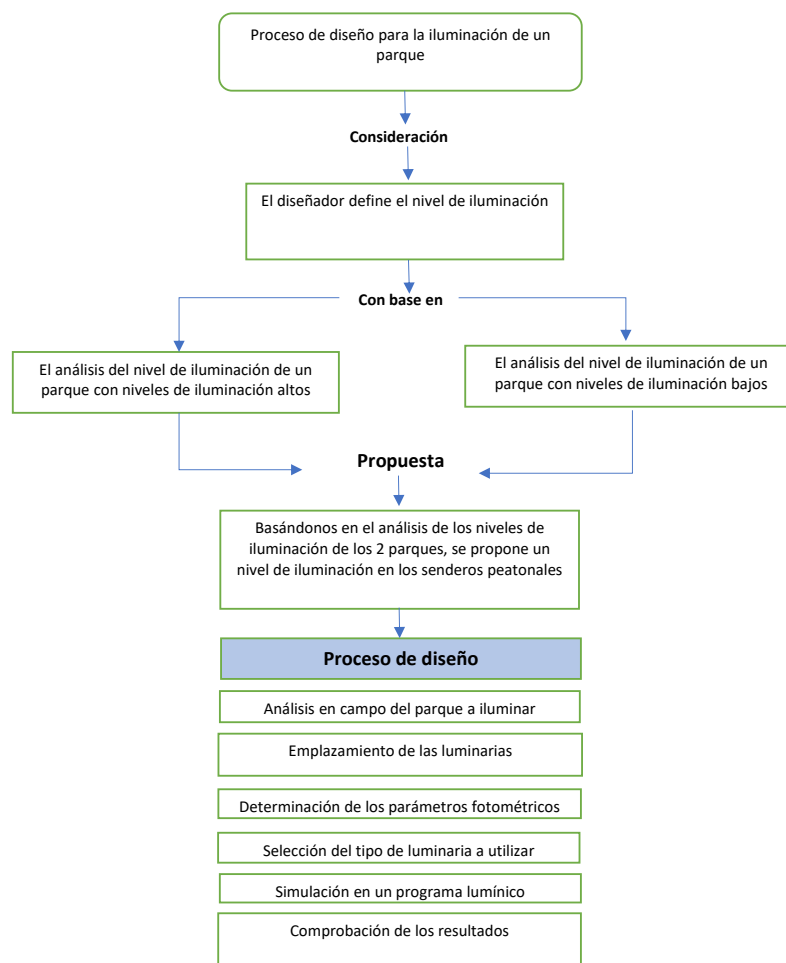 Proceso de diseño para la iluminación de un
parque
Consideración
El diseñador define el nivel de iluminación
Con base en
El análisis del nivel de iluminación de un
parque con niveles de iluminación altos
El análisis del nivel de iluminación de un
parque con niveles de iluminación bajos
Propuesta
Basándonos en el análisis de los niveles de
iluminación de los 2 parques, se propone un
nivel de iluminación en los senderos peatonales
Proceso de diseño
Análisis en campo del parque a iluminar
Emplazamiento de las luminarias
Determinación de los parámetros fotométricos
Selección del tipo de luminaria a utilizar
Simulación en un programa lumínico
Comprobación de los resultados